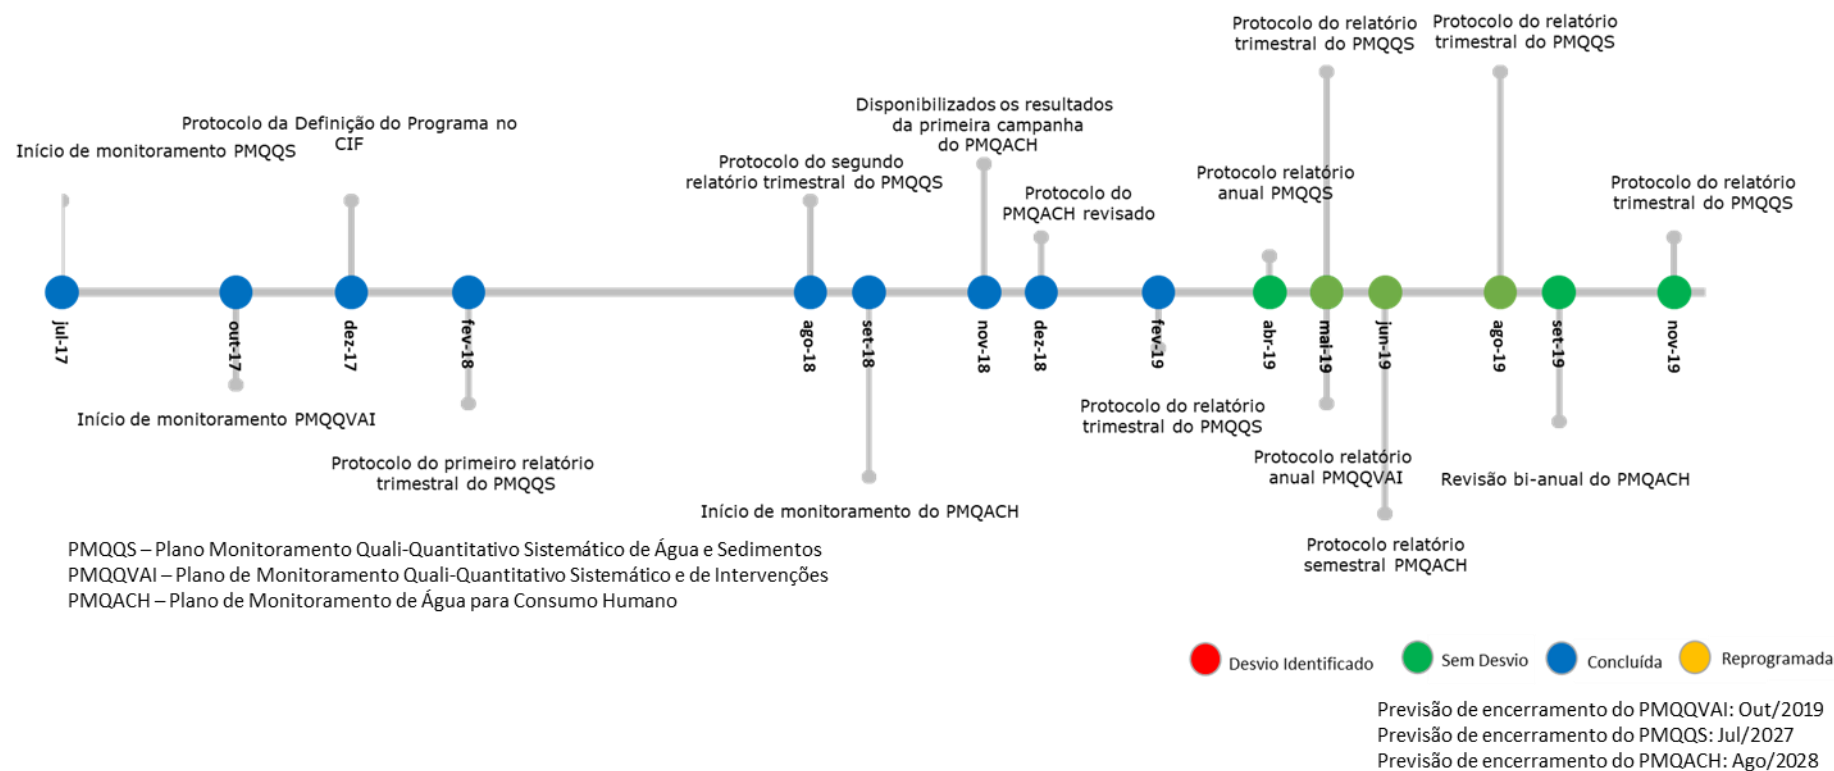 Protocolo do relatório
trimestral do PMQQS
Protocolo do relatório
trimestral do PMQQS
Início de monitoramento PMQQS
Protocolo da Definição do Programa no
CIF
Protocolo do segundo
relatório trimestral do PMQQS
Disponibilizados os resultados
da primeira campanha
do PMQACH
Protocolo do
PMQACH revisado
Protocolo relatório
anual PMQQS
Protocolo do relatório
trimestral do PMQQS
jul-17
out-17
dez-17
fev-18
ago-18
set-18
nov-18
dez-18
fev-19
abr-19
mai-19
jun-19
ago-19
set-19
nov-19
Início de monitoramento PMQQVAI
Protocolo do primeiro relatório
trimestral do PMQQS
Início de monitoramento do PMQACH
Protocolo do relatório
trimestral do PMQQS
Protocolo relatório
anual PMQQVAI
Protocolo relatório
semestral PMQACH
Revisão bi-anual do PMQACH
PMQQS – Plano Monitoramento Quali-Quantitativo Sistemático de Água e Sedimentos
PMQQVAI – Plano de Monitoramento Quali-Quantitativo Sistemático e de Intervenções
PMQACH – Plano de Monitoramento de Água para Consumo Humano
Desvio Identificado
Sem Desvio
Concluída
Reprogramada
Previsão de encerramento do PMQQVAI: Out/2019
Previsão de encerramento do PMQQS: Jul/2027
Previsão de encerramento do PMQACH: Ago/2028